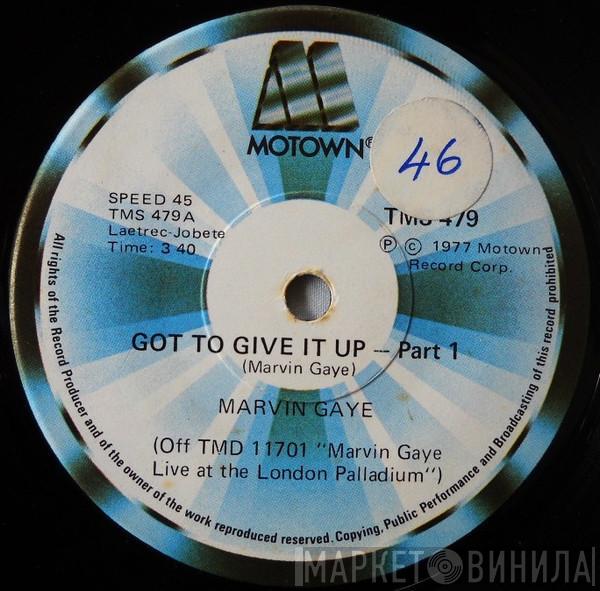 MOTOWN®
46
SPEED 45
TMS 479A
Laetrec-Jobete
Time: 3 40
TMS 479
Ⓟ © 1977 Motown
Record Corp.
GOT TO GIVE IT UP — Part 1
(Marvin Gaye)
MARVIN GAYE
(Off TMD 11701 "Marvin Gaye
Live at the London Palladium")
All rights of the Record Producer and of the owner of the work reproduced reserved. Copying, Public Performance and Broadcasting of this record prohibited
МАРКЕТ ВИНИЛА